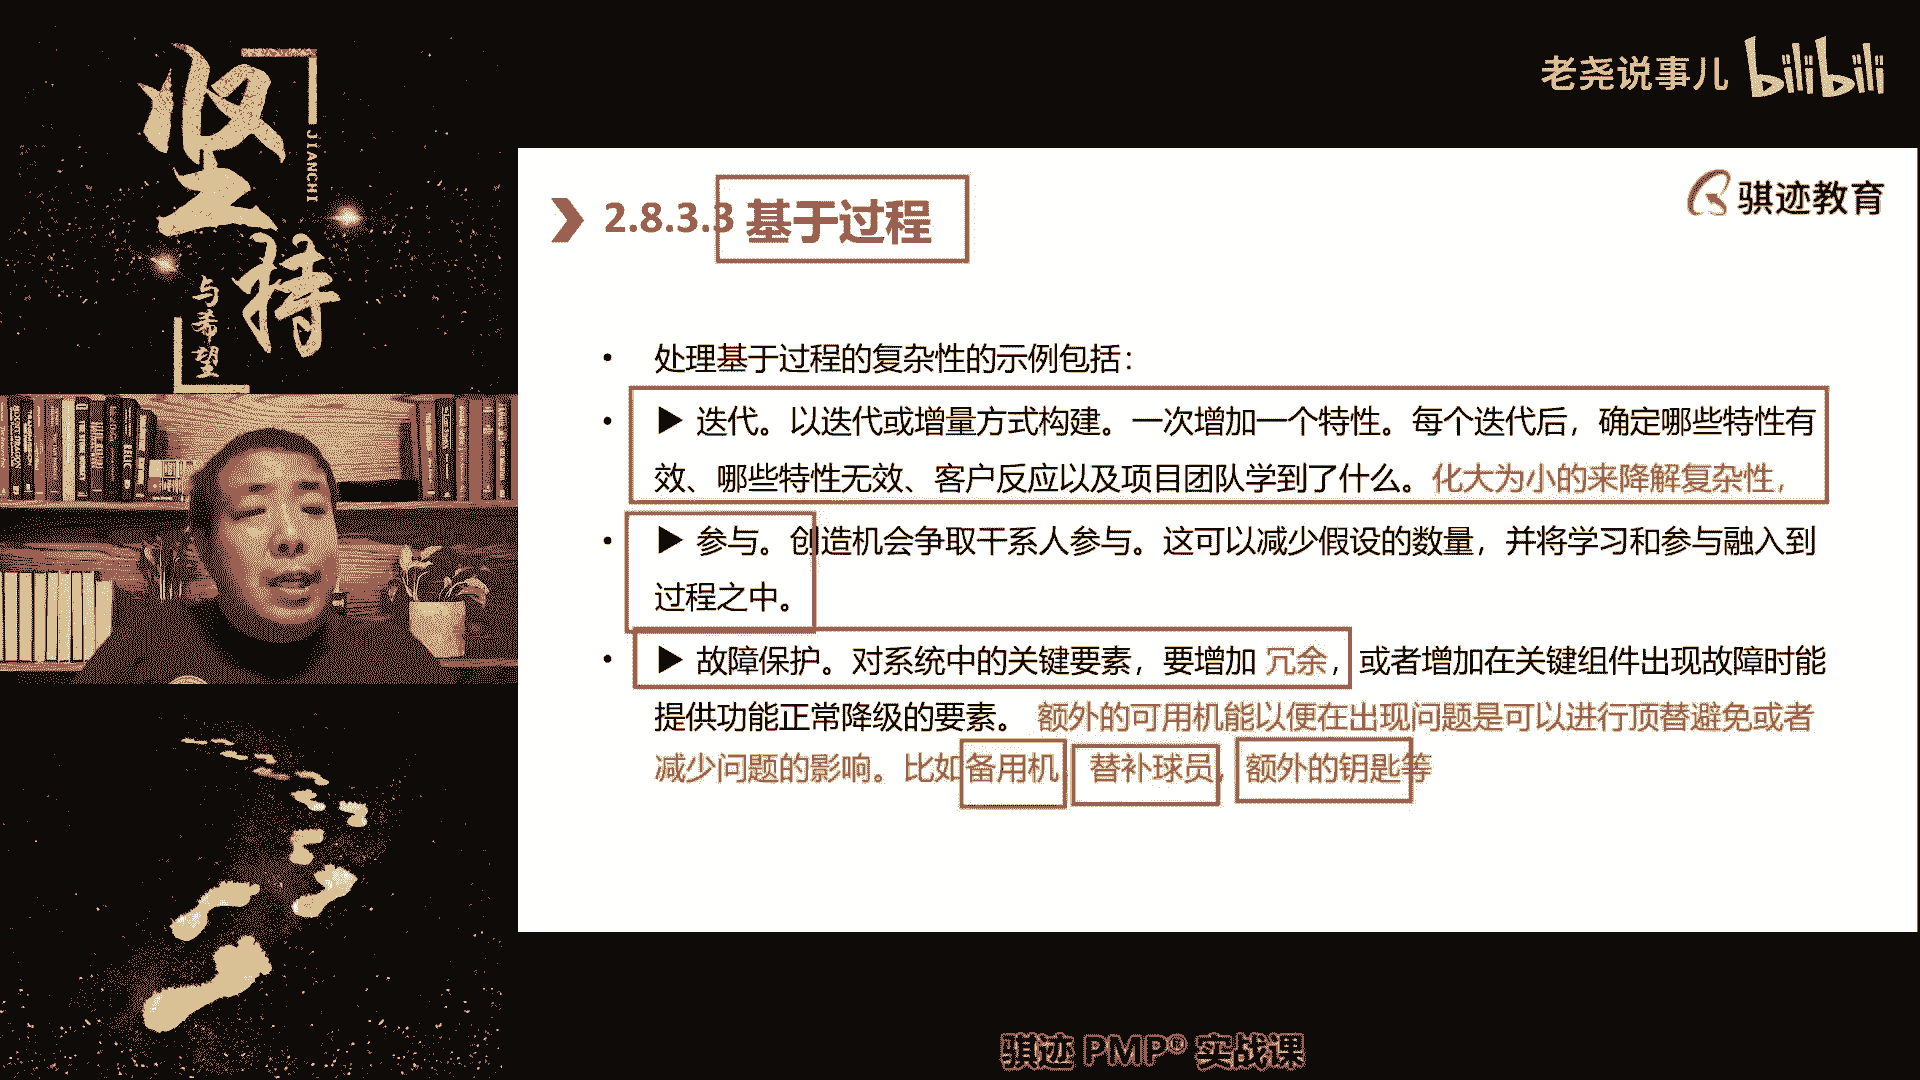 坚持
JIANCHI
与希望
老尧说事儿 bilibili
骐迹教育
2.8.3.3 基于过程
• 处理基于过程的复杂性的示例包括：
• ▶ 迭代。以迭代或增量方式构建。一次增加一个特性。每个迭代后，确定哪些特性有
效、哪些特性无效、客户反应以及项目团队学到了什么。化大为小的来降解复杂性，
• ▶ 参与。创造机会争取干系人参与。这可以减少假设的数量，并将学习和参与融入到
过程之中。
• ▶ 故障保护。对系统中的关键要素，要增加 冗余，或者增加在关键组件出现故障时能
提供功能正常降级的要素。 额外的可用机能以便在出现问题是可以进行顶替避免或者
减少问题的影响。比如备用机，替补球员，额外的钥匙等
骐迹 PMP® 实战课